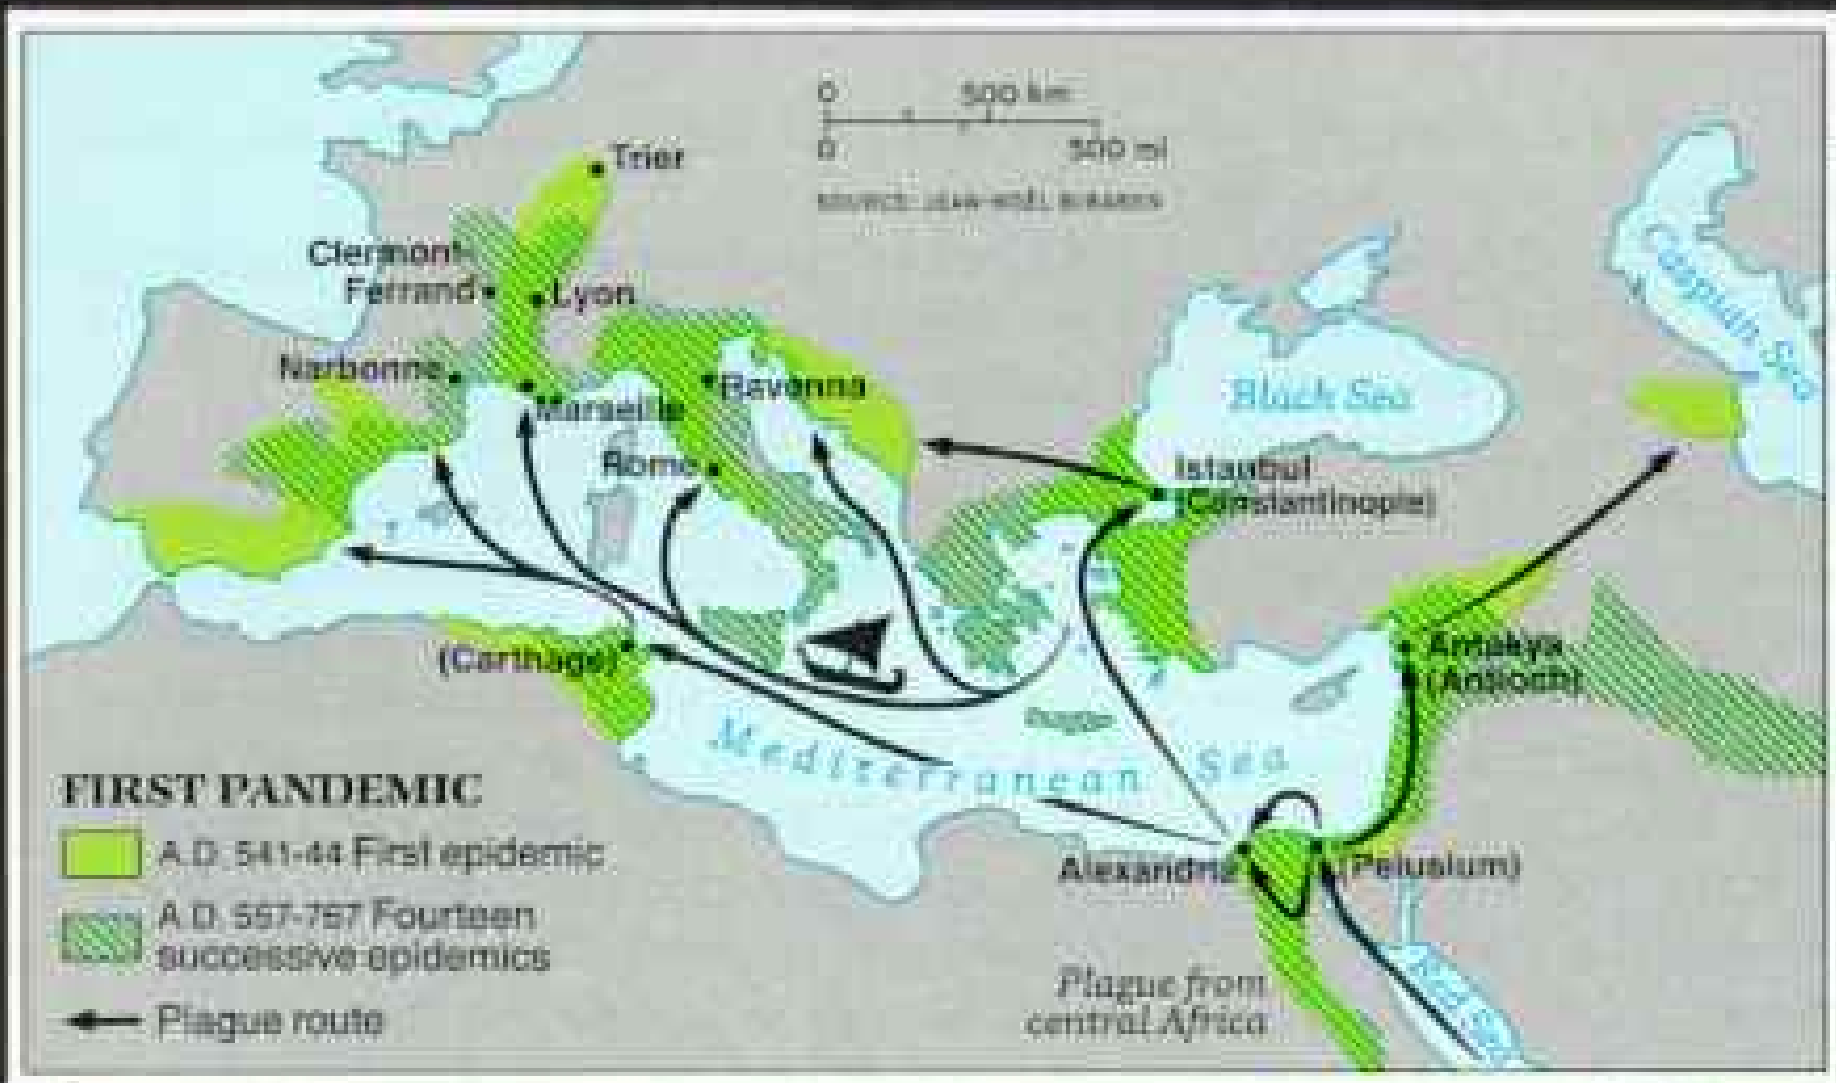 0 500 km
0 500 mi
Trier
Clermont-
Ferrand
Lyon
Narbonne
Marseille
Ravenna
Rome
Black Sea
Caspian Sea
Istanbul
(Constantinople)
(Carthage)
Antakya
(Antioch)
Mediterranean Sea
Alexandria
(Pelusium)
Red Sea
Plague from
central Africa
FIRST PANDEMIC
A.D. 541-44 First epidemic
A.D. 557-767 Fourteen
successive epidemics
Plague route